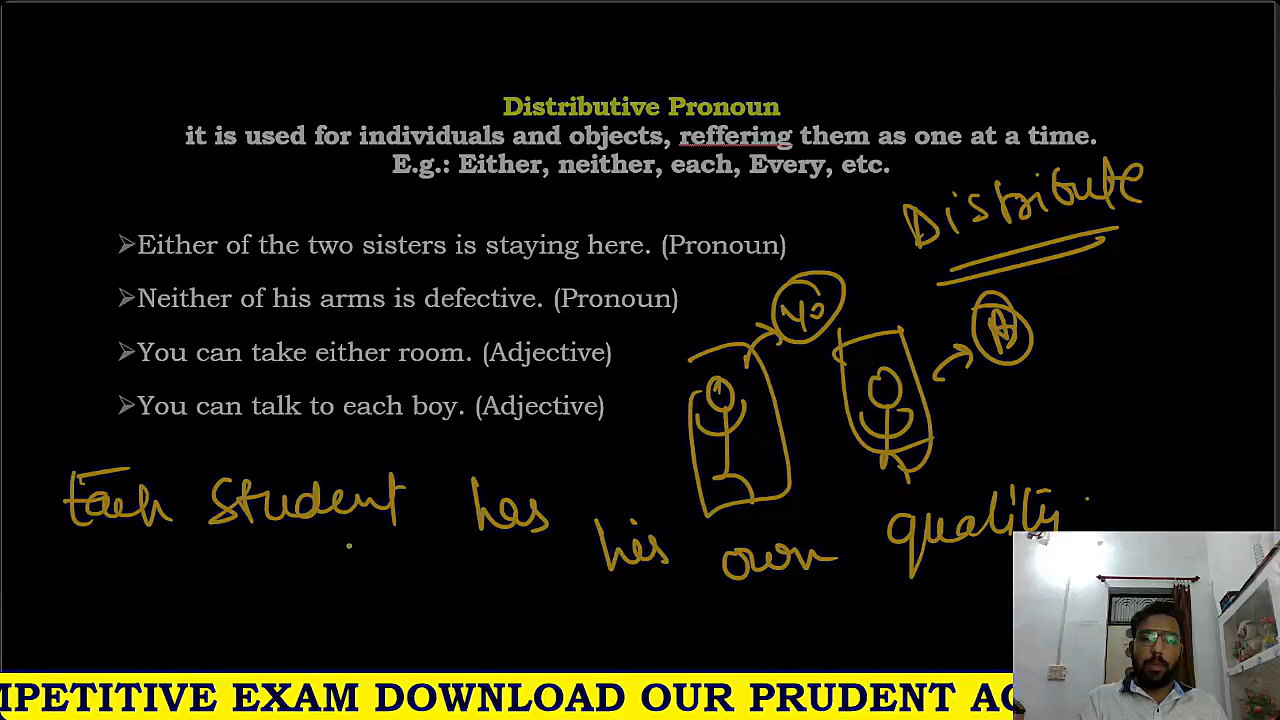 Distributive Pronoun
it is used for individuals and objects, reffering them as one at a time.
E.g.: Either, neither, each, Every, etc.
Distribute
➢Either of the two sisters is staying here. (Pronoun)
➢Neither of his arms is defective. (Pronoun)
➢You can take either room. (Adjective)
➢You can talk to each boy. (Adjective)
Each student has his own quality.
MPETITIVE EXAM DOWNLOAD OUR PRUDENT AC